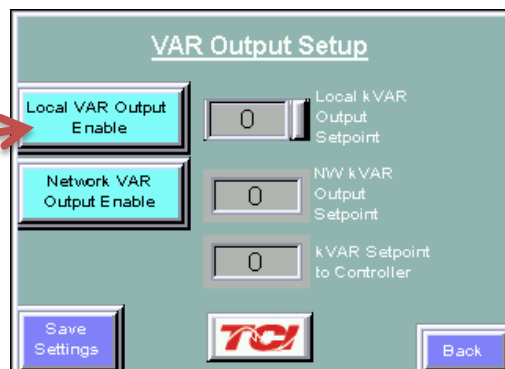 VAR Output Setup
Local VAR Output
Enable
0
Local kVAR
Output
Setpoint
Network VAR
Output Enable
0
NW kVAR
Output
Setpoint
0
kVAR Setpoint
to Controller
Save
Settings
TCI
Back